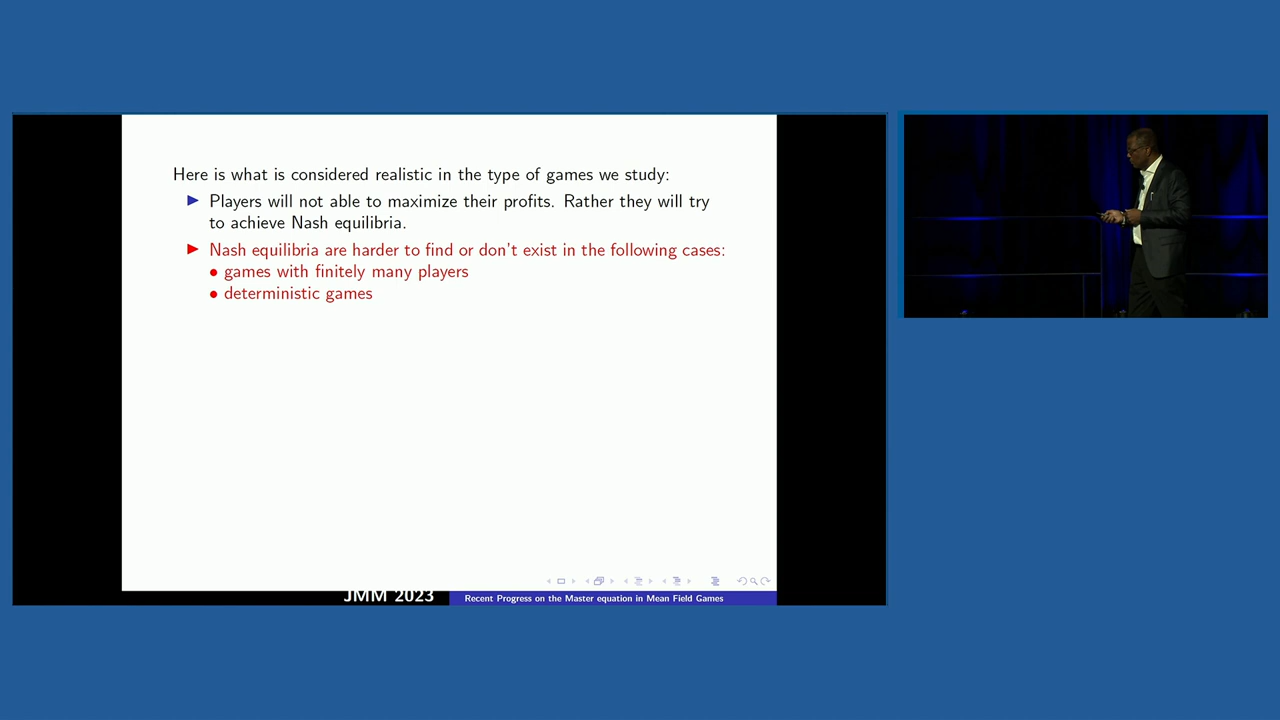 Here is what is considered realistic in the type of games we study:
▶ Players will not able to maximize their profits. Rather they will try
to achieve Nash equilibria.
▶ Nash equilibria are harder to find or don't exist in the following cases:
• games with finitely many players
• deterministic games
JMM 2023
Recent Progress on the Master equation in Mean Field Games